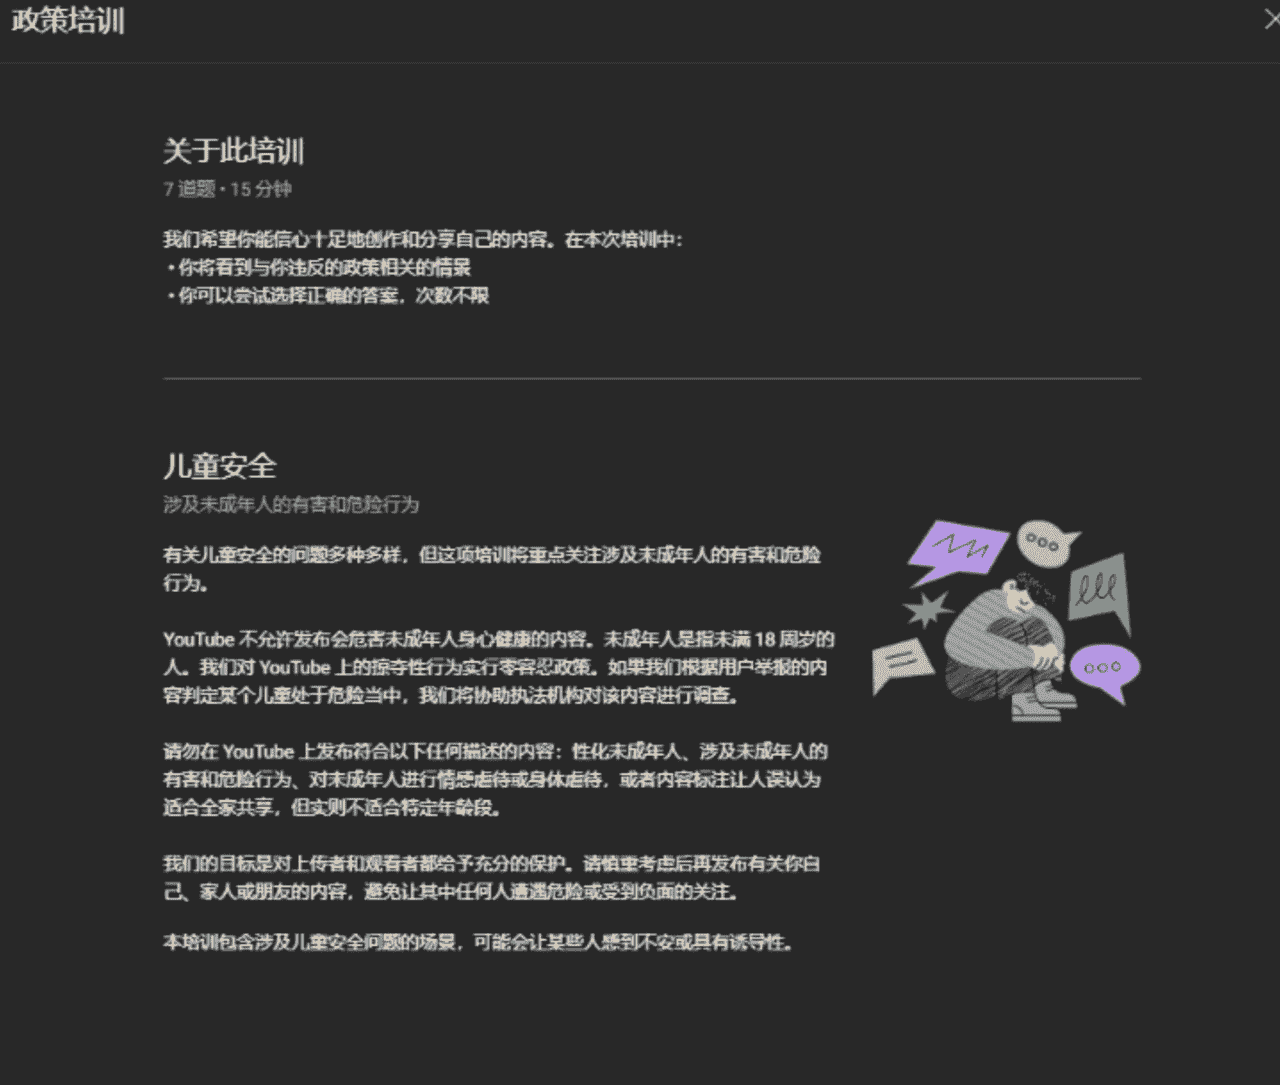 政策培训
关于此培训
7 道题 • 15 分钟
我们希望你能信心十足地创作和分享自己的内容。在本次培训中：
• 你将看到与你违反的政策相关的情景
• 你可以尝试选择正确的答案，次数不限
儿童安全
涉及未成年人的有害和危险行为
有关儿童安全的问题多种多样，但这项培训将重点关注涉及未成年人的有害和危险
行为。
YouTube 不允许发布会危害未成年人身心健康的内容。未成年人是指未满 18 周岁的
人。我们对 YouTube 上的掠夺性行为实行零容忍政策。如果我们根据用户举报的内
容判定某个儿童处于危险当中，我们将协助执法机构对该内容进行调查。
请勿在 YouTube 上发布符合以下任何描述的内容：性化未成年人、涉及未成年人的
有害和危险行为、对未成年人进行情感虐待或身体虐待，或者内容标注让人误认为
适合全家共享，但实则不适合特定年龄段。
我们的目标是对上传者和观看者都给予充分的保护。请慎重考虑后再发布有关你自
己、家人或朋友的内容，避免让其中任何人遭遇危险或受到负面的关注。
本培训包含涉及儿童安全问题的场景，可能会让某些人感到不安或具有诱导性。